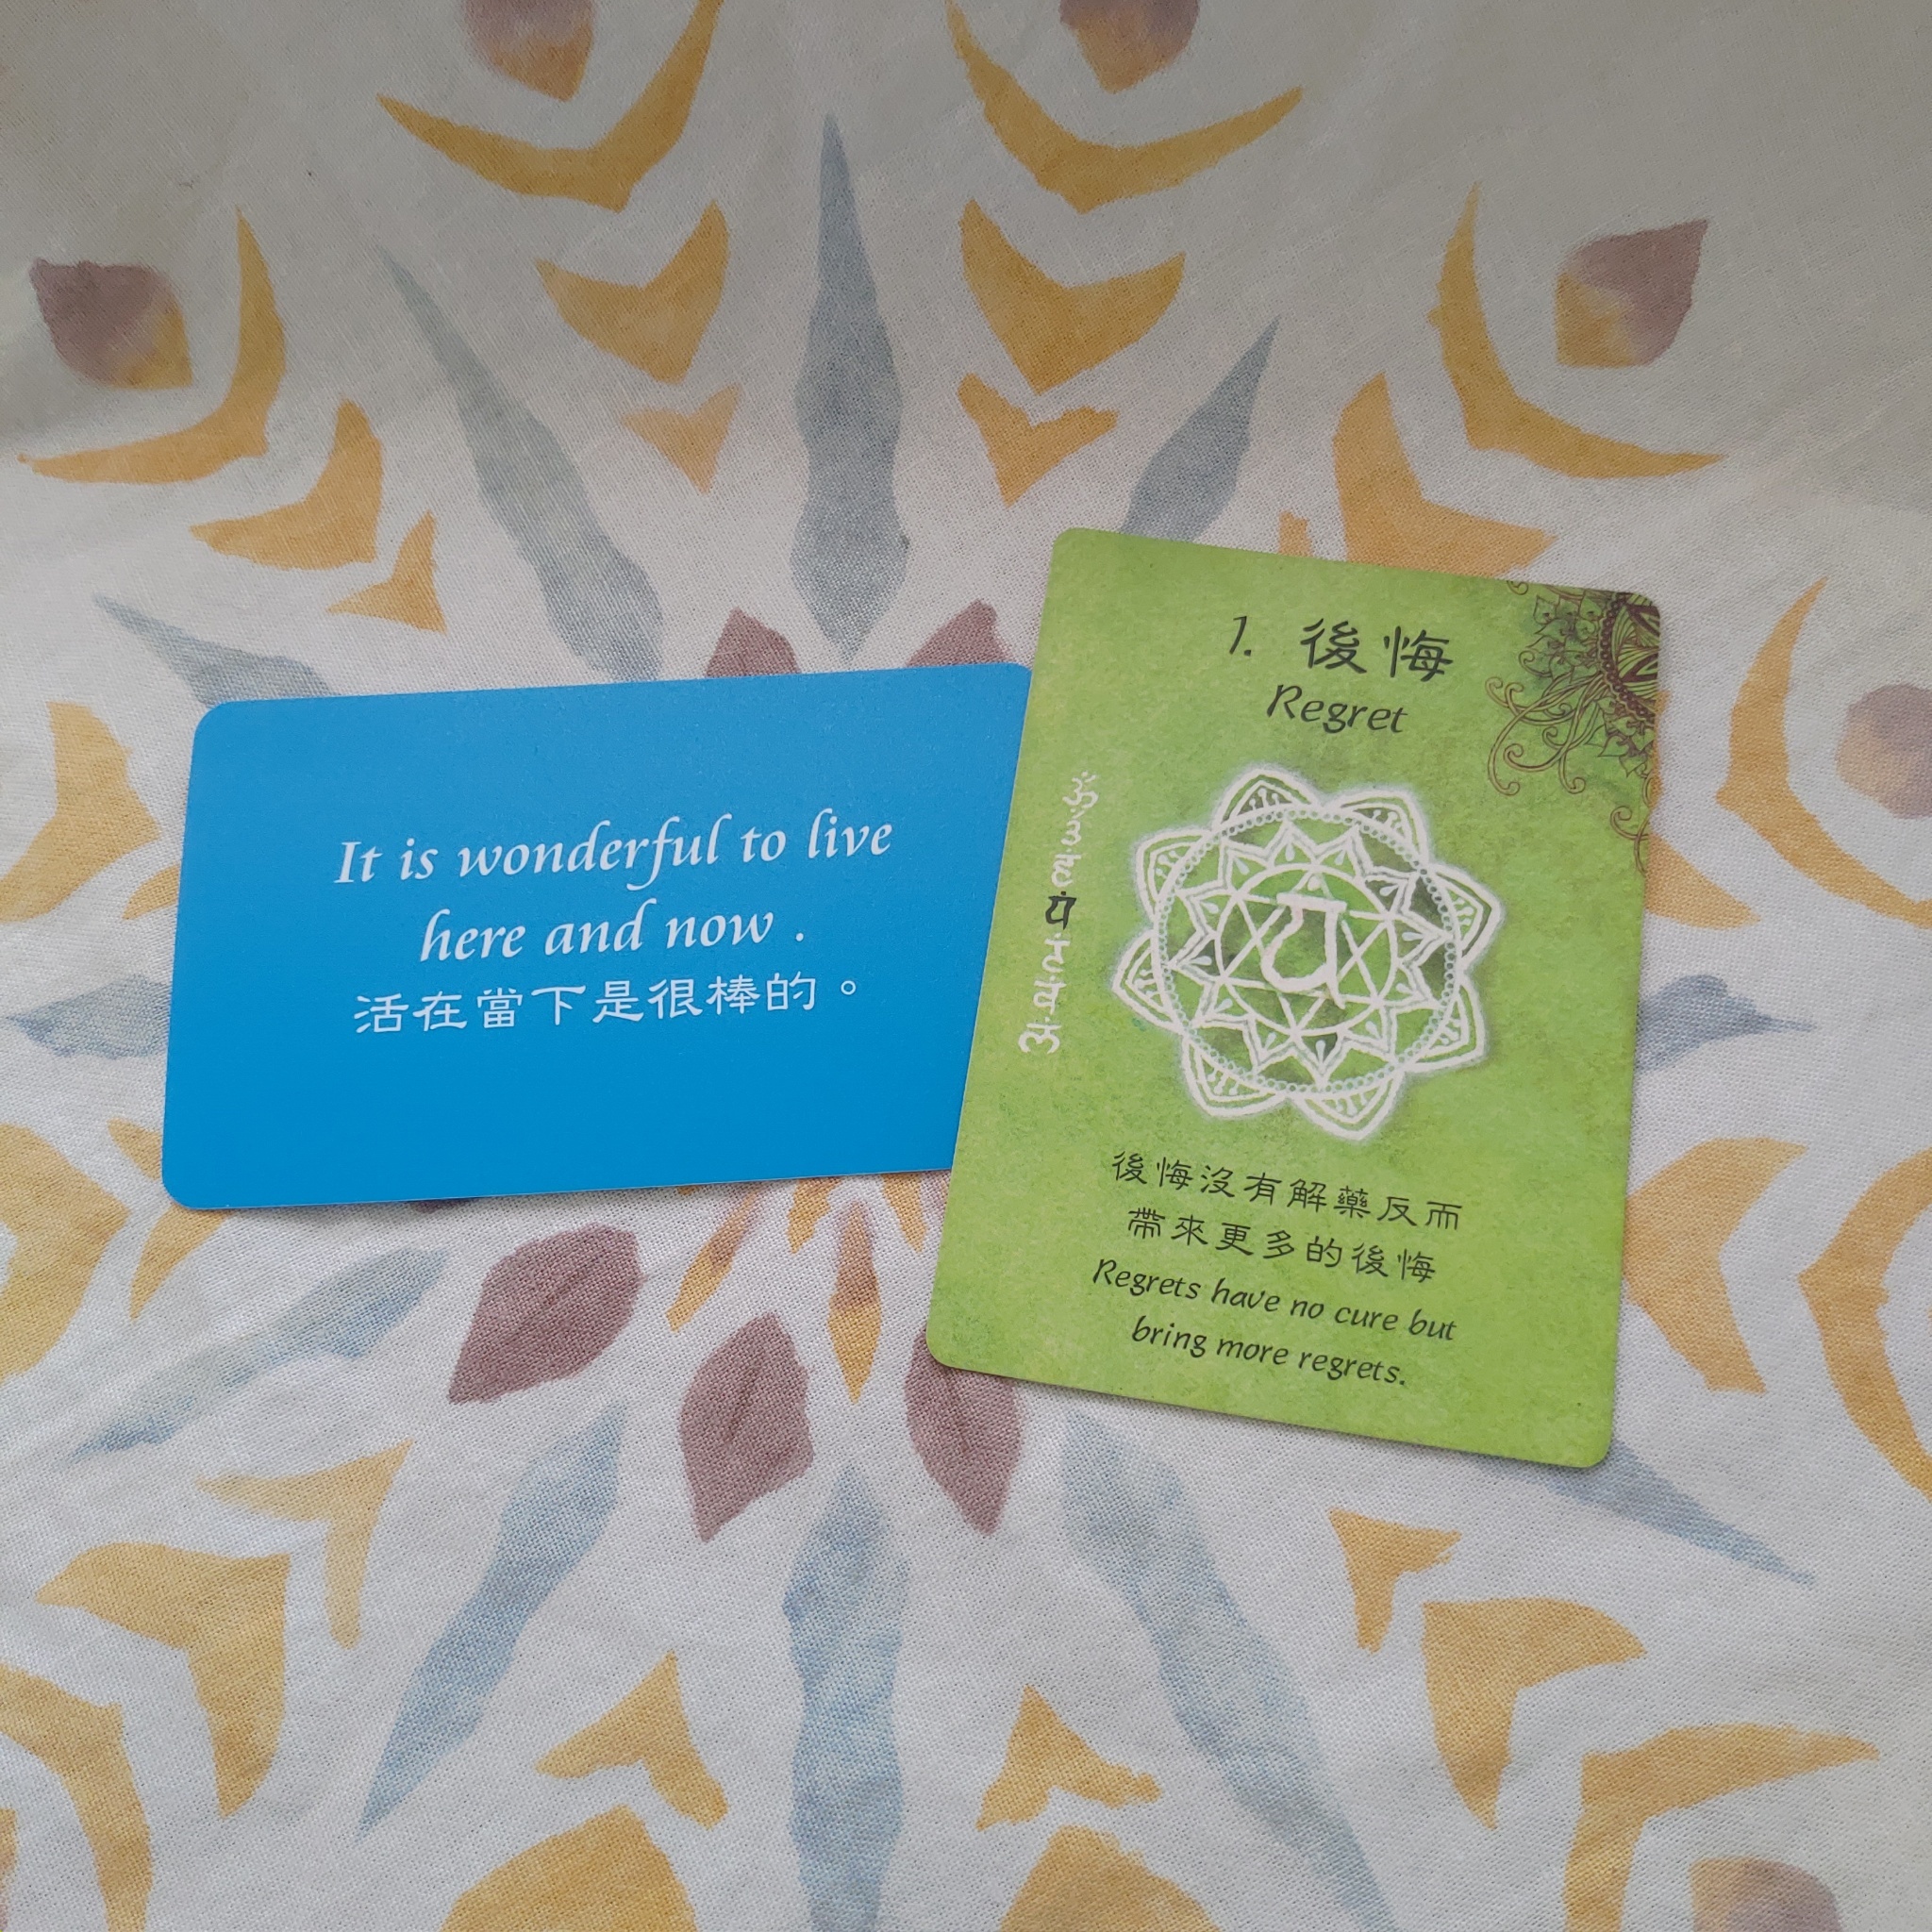 It is wonderful to live
here and now .
活在當下是很棒的。
1. 後悔
Regret
後悔沒有解藥反而
帶來更多的後悔
Regrets have no cure but
bring more regrets.